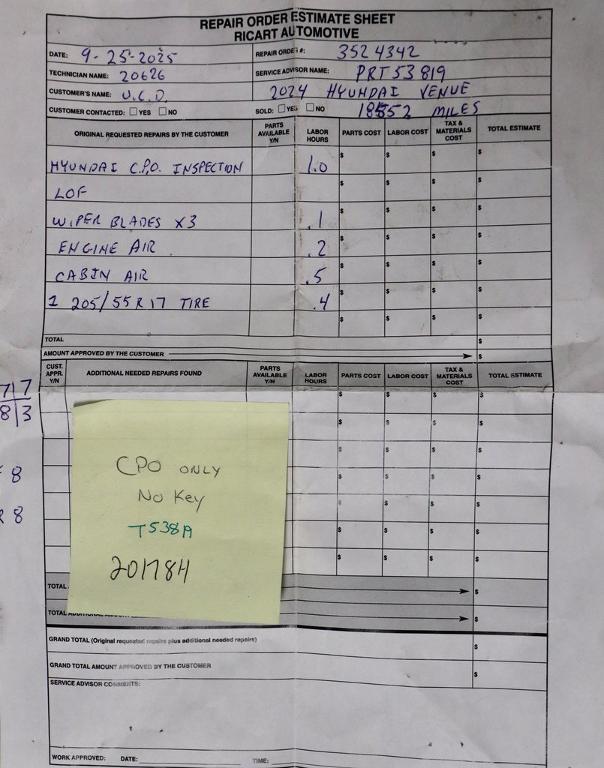 REPAIR ORDER ESTIMATE SHEET
RICART AUTOMOTIVE
DATE: 9-25-2025 REPAIR ORDER #: 3524342
TECHNICIAN NAME: 20626 SERVICE ADVISOR NAME: PRT53819
CUSTOMER'S NAME: U.C.D. 2024 HYUNDAI VENUE
CUSTOMER CONTACTED: YES NO SOLD: YES NO MILES
ORIGINAL REQUESTED REPAIRS BY THE CUSTOMER PARTS AVAILABLE Y/N LABOR HOURS PARTS COST LABOR COST TAX & MATERIALS COST TOTAL ESTIMATE
HYUNDAI C.P.O. INSPECTION 1.0 $ $ $ $
LOF $ $ $ $
WIPER BLADES X3 .1 $ $ $ $
ENGINE AIR .2 $ $ $ $
CABIN AIR .5 $ $ $ $
1 205/55R17 TIRE .4 $ $ $ $
$ $ $ $
TOTAL $
AMOUNT APPROVED BY THE CUSTOMER $
CUST. APPR. Y/N ADDITIONAL NEEDED REPAIRS FOUND PARTS AVAILABLE Y/N LABOR HOURS PARTS COST LABOR COST TAX & MATERIALS COST TOTAL ESTIMATE
7|7 $ $ $ $
8|3 $ $ $ $
$ $ $ $
8 $ $ $ $
8 $ $ $ $
$ $ $ $
$ $ $ $
CPO ONLY
No Key
T538A
201784
TOTAL $
TOTAL $
GRAND TOTAL (Original requested repairs plus additional needed repairs) $
GRAND TOTAL AMOUNT APPROVED BY THE CUSTOMER $
SERVICE ADVISOR COMMENTS:
WORK APPROVED: DATE: TIME: